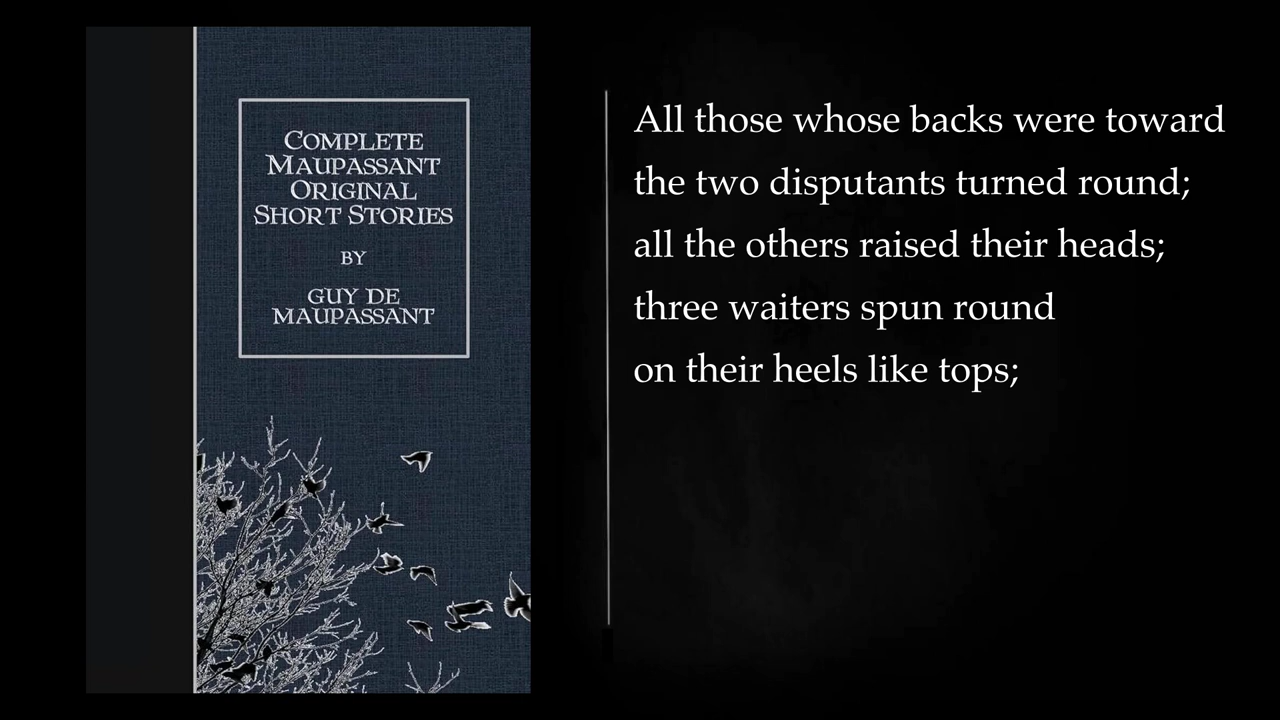 COMPLETE
MAUPASSANT
ORIGINAL
SHORT STORIES
BY
GUY DE
MAUPASSANT
All those whose backs were toward
the two disputants turned round;
all the others raised their heads;
three waiters spun round
on their heels like tops;